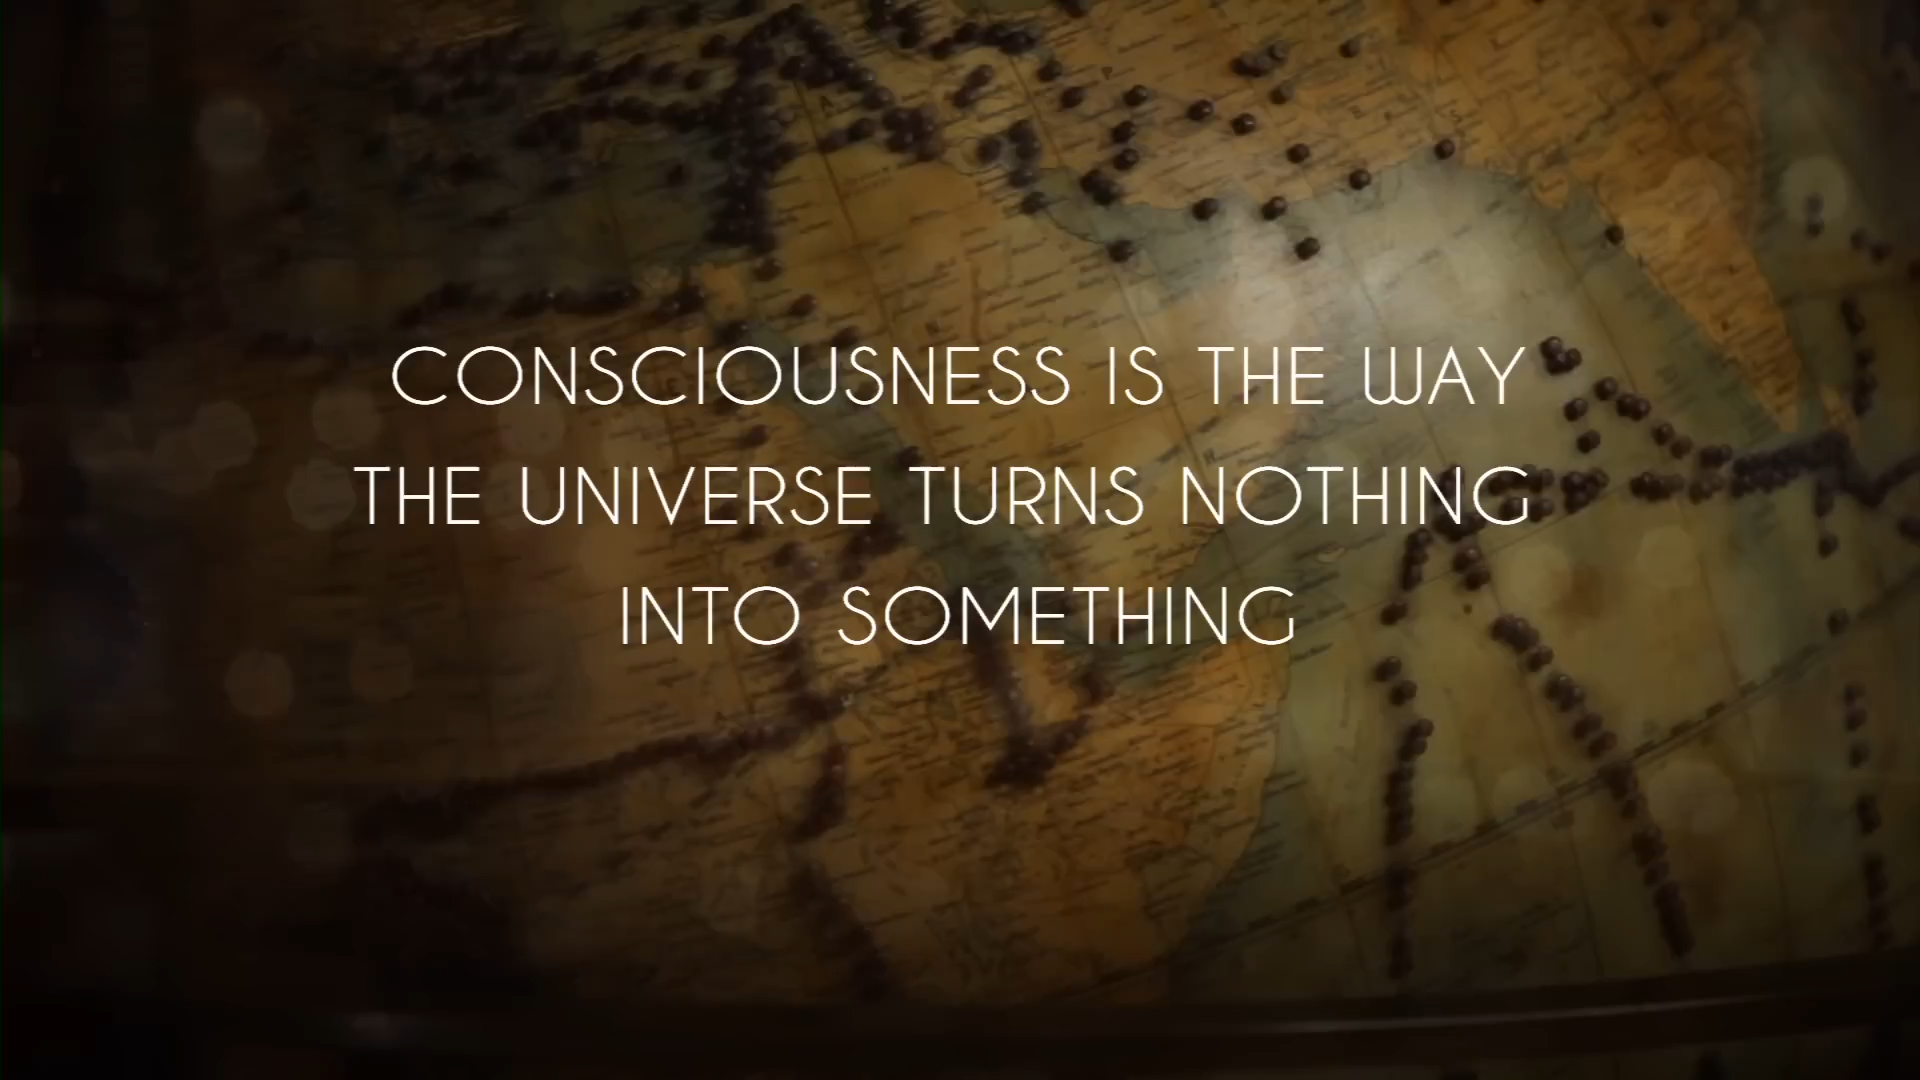 CONSCIOUSNESS IS THE WAY
THE UNIVERSE TURNS NOTHING
INTO SOMETHING